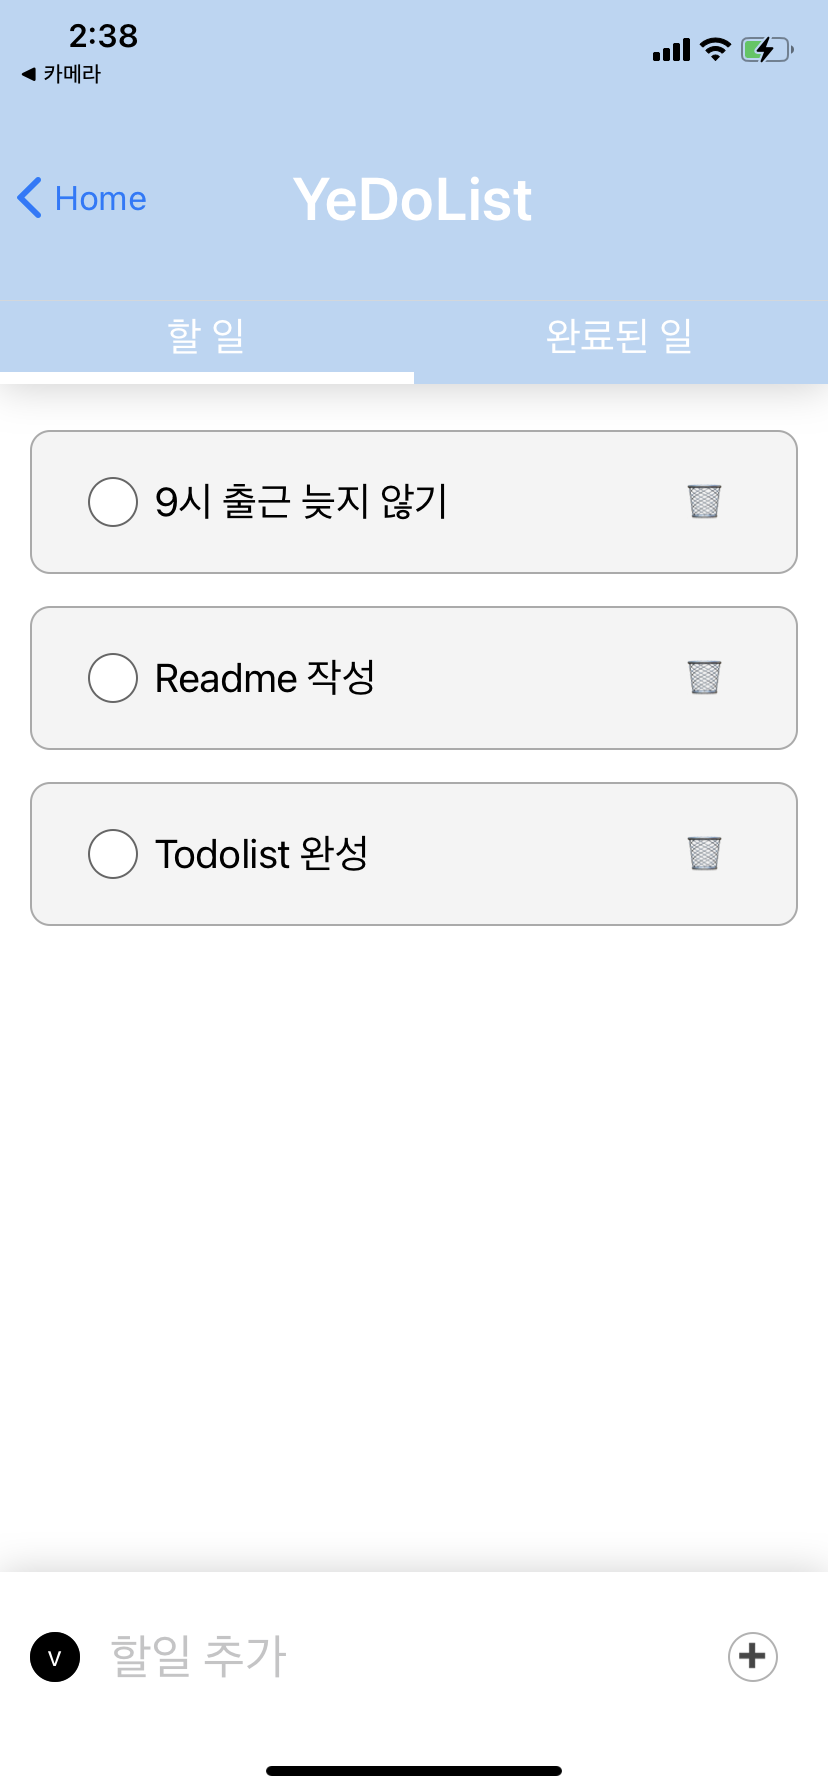 2:38
◀ 카메라
Home
YeDoList
할 일
완료된 일
9시 출근 늦지 않기
Readme 작성
Todolist 완성
V
할일 추가